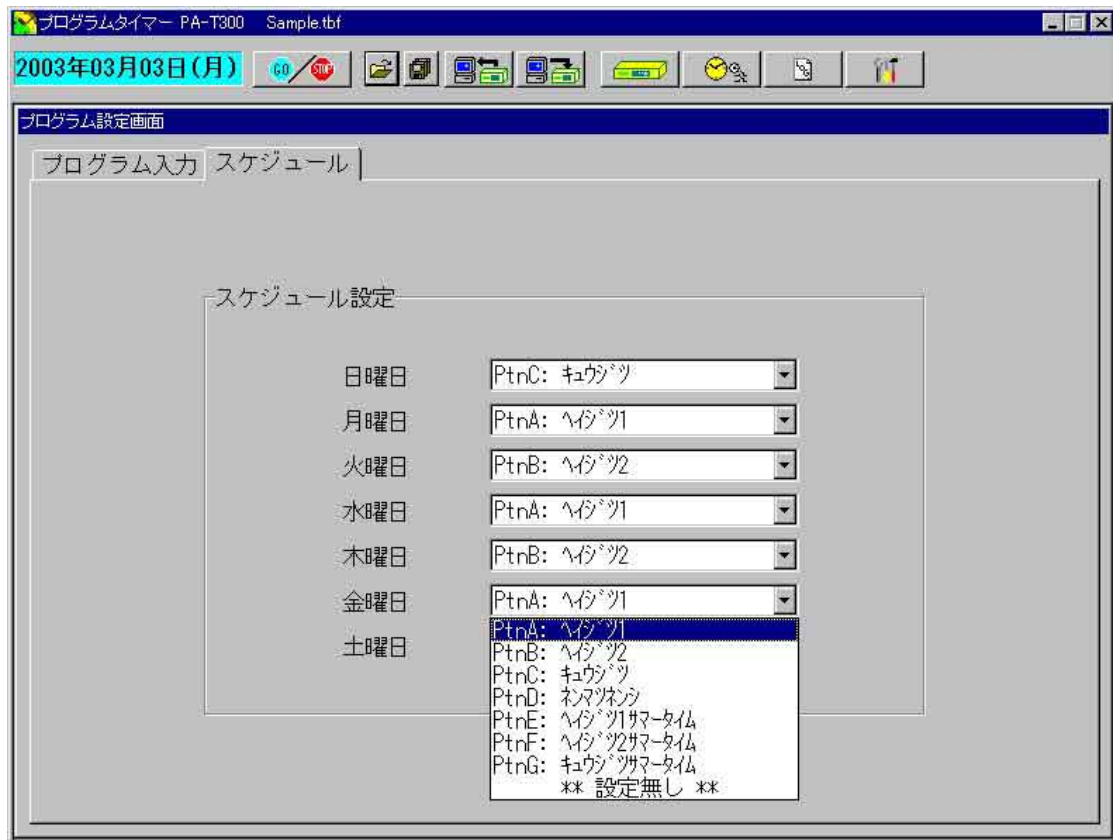 プログラムタイマー PA-T300 Sample.tbf
2003年03月03日(月) GO STOP
プログラム設定画面
プログラム入力 スケジュール
スケジュール設定
日曜日 PtnC: ｷｭｳｼﾞﾂ
月曜日 PtnA: ﾍｲｼﾞﾂ1
火曜日 PtnB: ﾍｲｼﾞﾂ2
水曜日 PtnA: ﾍｲｼﾞﾂ1
木曜日 PtnB: ﾍｲｼﾞﾂ2
金曜日 PtnA: ﾍｲｼﾞﾂ1
土曜日
PtnA: ﾍｲｼﾞﾂ1
PtnB: ﾍｲｼﾞﾂ2
PtnC: ｷｭｳｼﾞﾂ
PtnD: ﾈﾝﾏﾂﾈﾝｼ
PtnE: ﾍｲｼﾞﾂ1ｻﾏｰﾀｲﾑ
PtnF: ﾍｲｼﾞﾂ2ｻﾏｰﾀｲﾑ
PtnG: ｷｭｳｼﾞﾂｻﾏｰﾀｲﾑ
** 設定無し **